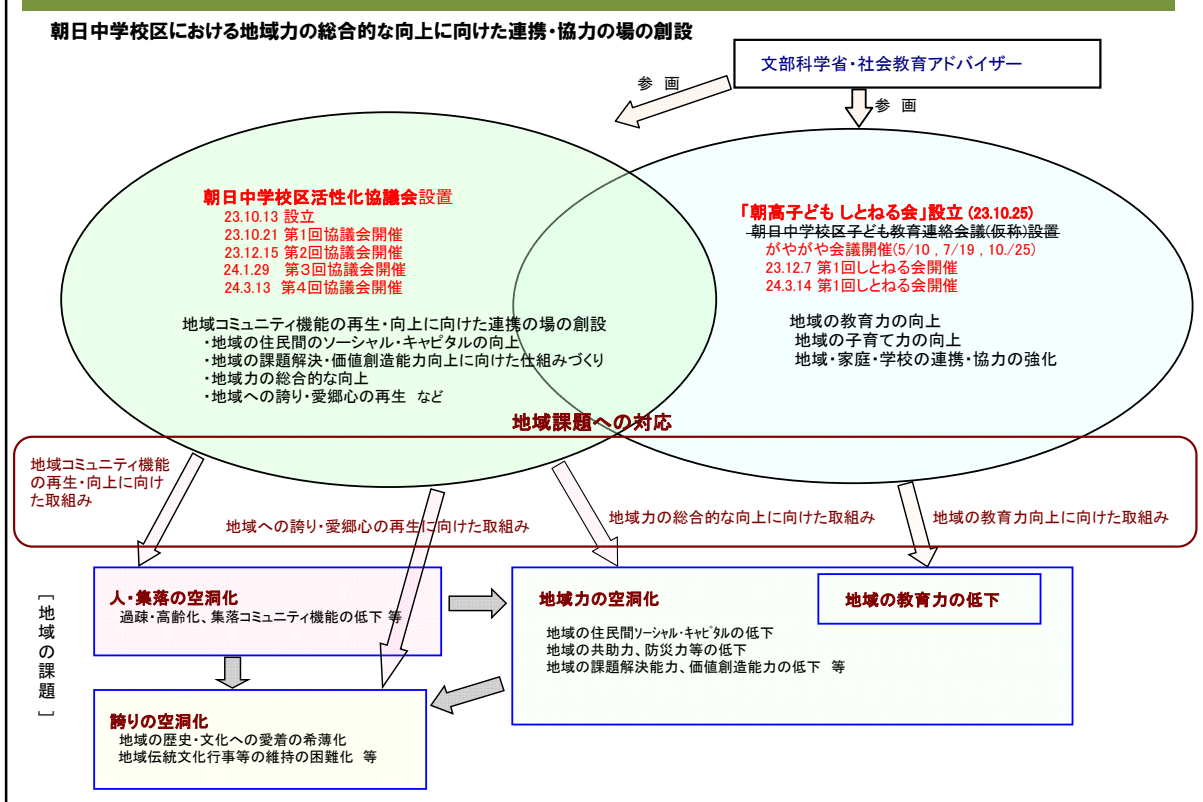 朝日中学校区における地域力の総合的な向上に向けた連携・協力の場の創設
文部科学省・社会教育アドバイザー
参 画
参 画
朝日中学校区活性化協議会設置
23.10.13 設立
23.10.21 第1回協議会開催
23.12.15 第2回協議会開催
24.1.29 第3回協議会開催
24.3.13 第4回協議会開催
地域コミュニティ機能の再生・向上に向けた連携の場の創設
・地域の住民間のソーシャル・キャピタルの向上
・地域の課題解決・価値創造能力向上に向けた仕組みづくり
・地域力の総合的な向上
・地域への誇り・愛郷心の再生 など
「朝高子ども しとねる会」設立 (23.10.25)
朝日中学校区子ども教育連絡会議(仮称)設置
がやがや会議開催(5/10 , 7/19 , 10./25)
23.12.7 第1回しとねる会開催
24.3.14 第1回しとねる会開催
地域の教育力の向上
地域の子育て力の向上
地域・家庭・学校の連携・協力の強化
地域課題への対応
地域コミュニティ機能
の再生・向上に向け
た取組み
地域への誇り・愛郷心の再生に向けた取組み
地域力の総合的な向上に向けた取組み
地域の教育力向上に向けた取組み
[地域の課題]
人・集落の空洞化
過疎・高齢化、集落コミュニティ機能の低下 等
地域力の空洞化
地域の住民間ソーシャル・キャピタルの低下
地域の共助力、防災力等の低下
地域の課題解決能力、価値創造能力の低下 等
地域の教育力の低下
誇りの空洞化
地域の歴史・文化への愛着の希薄化
地域伝統文化行事等の維持の困難化 等